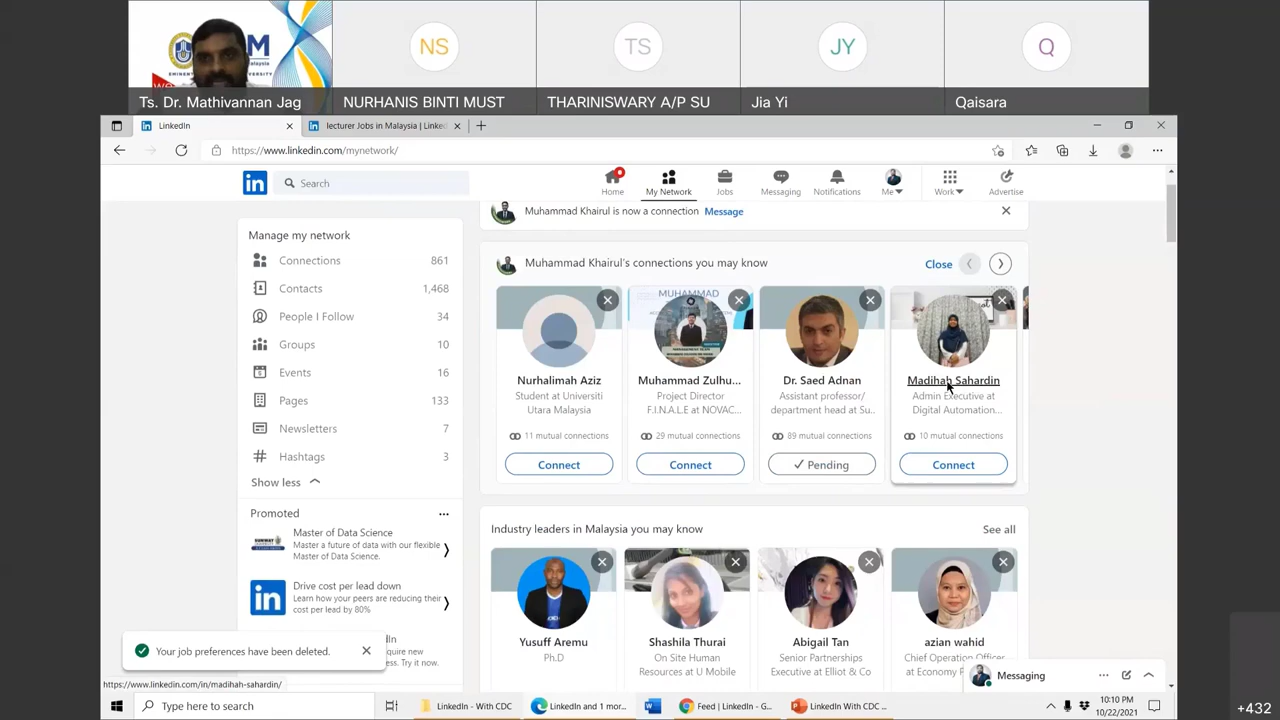 NS
TS
JY
Q
Ts. Dr. Mathivannan Jag
NURHANIS BINTI MUST
THARINISWARY A/P SU
Jia Yi
Qaisara
LinkedIn
lecturer Jobs in Malaysia | Linke
https://www.linkedin.com/mynetwork/
in
Search
Home
My Network
Jobs
Messaging
Notifications
Me
Work
Advertise
Muhammad Khairul is now a connection Message
Manage my network
Connections 861
Contacts 1,468
People I Follow 34
Groups 10
Events 16
Pages 133
Newsletters 7
Hashtags 3
Show less
Muhammad Khairul's connections you may know
Close
MUHAMMAD
Nurhalimah Aziz
Student at Universiti
Utara Malaysia
11 mutual connections
Connect
Muhammad Zulhu...
Project Director
F.I.N.A.L.E at NOVAC...
29 mutual connections
Connect
Dr. Saed Adnan
Assistant professor/
department head at Su..
89 mutual connections
Pending
Madihah Sahardin
Admin Executive at
Digital Automation...
10 mutual connections
Connect
Promoted
Master of Data Science
Master a future of data with our flexible
Master of Data Science.
Drive cost per lead down
Learn how your peers are reducing their
cost per lead by 80%
Industry leaders in Malaysia you may know
See all
Yusuff Aremu
Ph.D
Shashila Thurai
On Site Human
Resources at U Mobile
Abigail Tan
Senior Partnerships
Executive at Elliot & Co
azian wahid
Chief Operation Officer
at Economy
Your job preferences have been deleted.
Messaging
https://www.linkedin.com/in/madihah-sahardin/
Type here to search
LinkedIn - With CDC
LinkedIn and 1 mor...
Feed | LinkedIn - G...
LinkedIn With CDC ...
10:10 PM
10/22/2021
+432